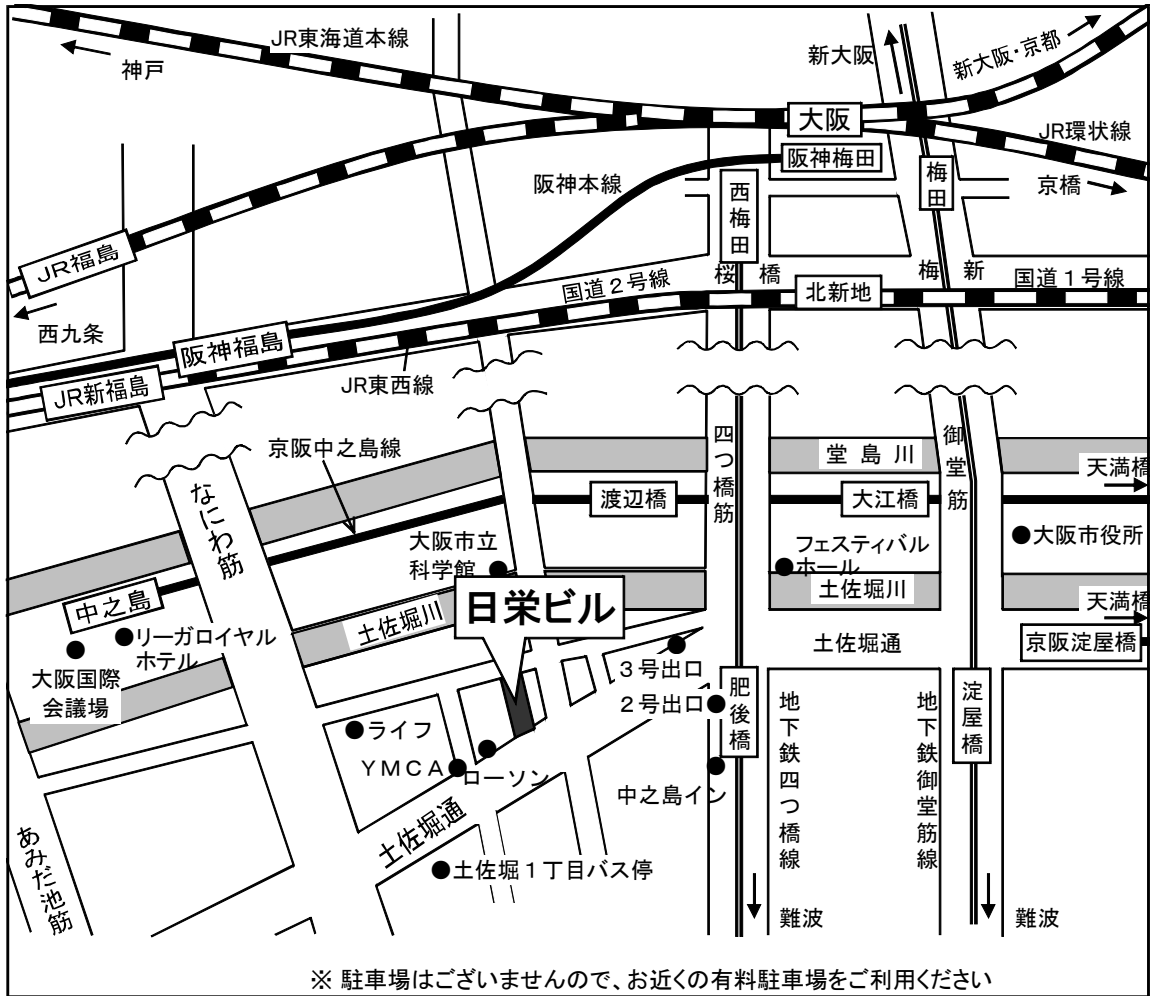 JR東海道本線
神戸
新大阪
新大阪・京都
大阪
JR環状線
京橋
阪神梅田
阪神本線
西梅田
梅田
JR福島
西九条
国道２号線
桜橋
梅新
国道１号線
北新地
阪神福島
JR新福島
JR東西線
京阪中之島線
なにわ筋
四つ橋筋
御堂筋
堂島川
天満橋
渡辺橋
大江橋
大阪市立
科学館
フェスティバル
ホール
大阪市役所
中之島
土佐堀川
日栄ビル
土佐堀川
天満橋
リーガロイヤル
ホテル
大阪国際
会議場
土佐堀通
京阪淀屋橋
３号出口
２号出口
肥後橋
淀屋橋
ライフ
ＹＭＣＡ
ローソン
中之島イン
地下鉄四つ橋線
地下鉄御堂筋線
土佐堀通
土佐堀１丁目バス停
あみだ池筋
難波
難波
※ 駐車場はございませんので、お近くの有料駐車場をご利用ください